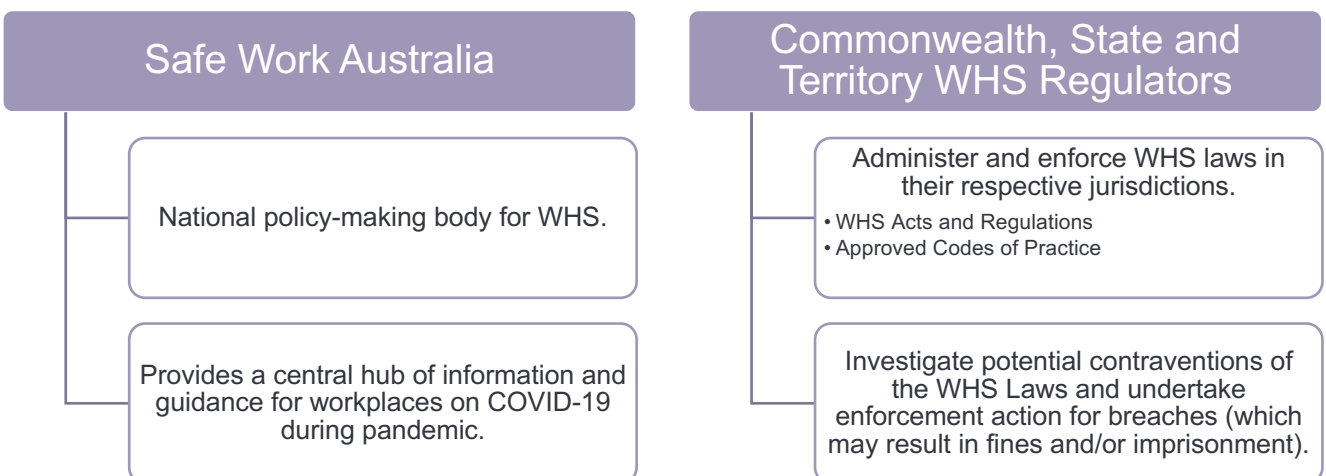 Safe Work Australia
National policy-making body for WHS.
Provides a central hub of information and
guidance for workplaces on COVID-19
during pandemic.
Commonwealth, State and
Territory WHS Regulators
Administer and enforce WHS laws in
their respective jurisdictions.
• WHS Acts and Regulations
• Approved Codes of Practice
Investigate potential contraventions of
the WHS Laws and undertake
enforcement action for breaches (which
may result in fines and/or imprisonment).